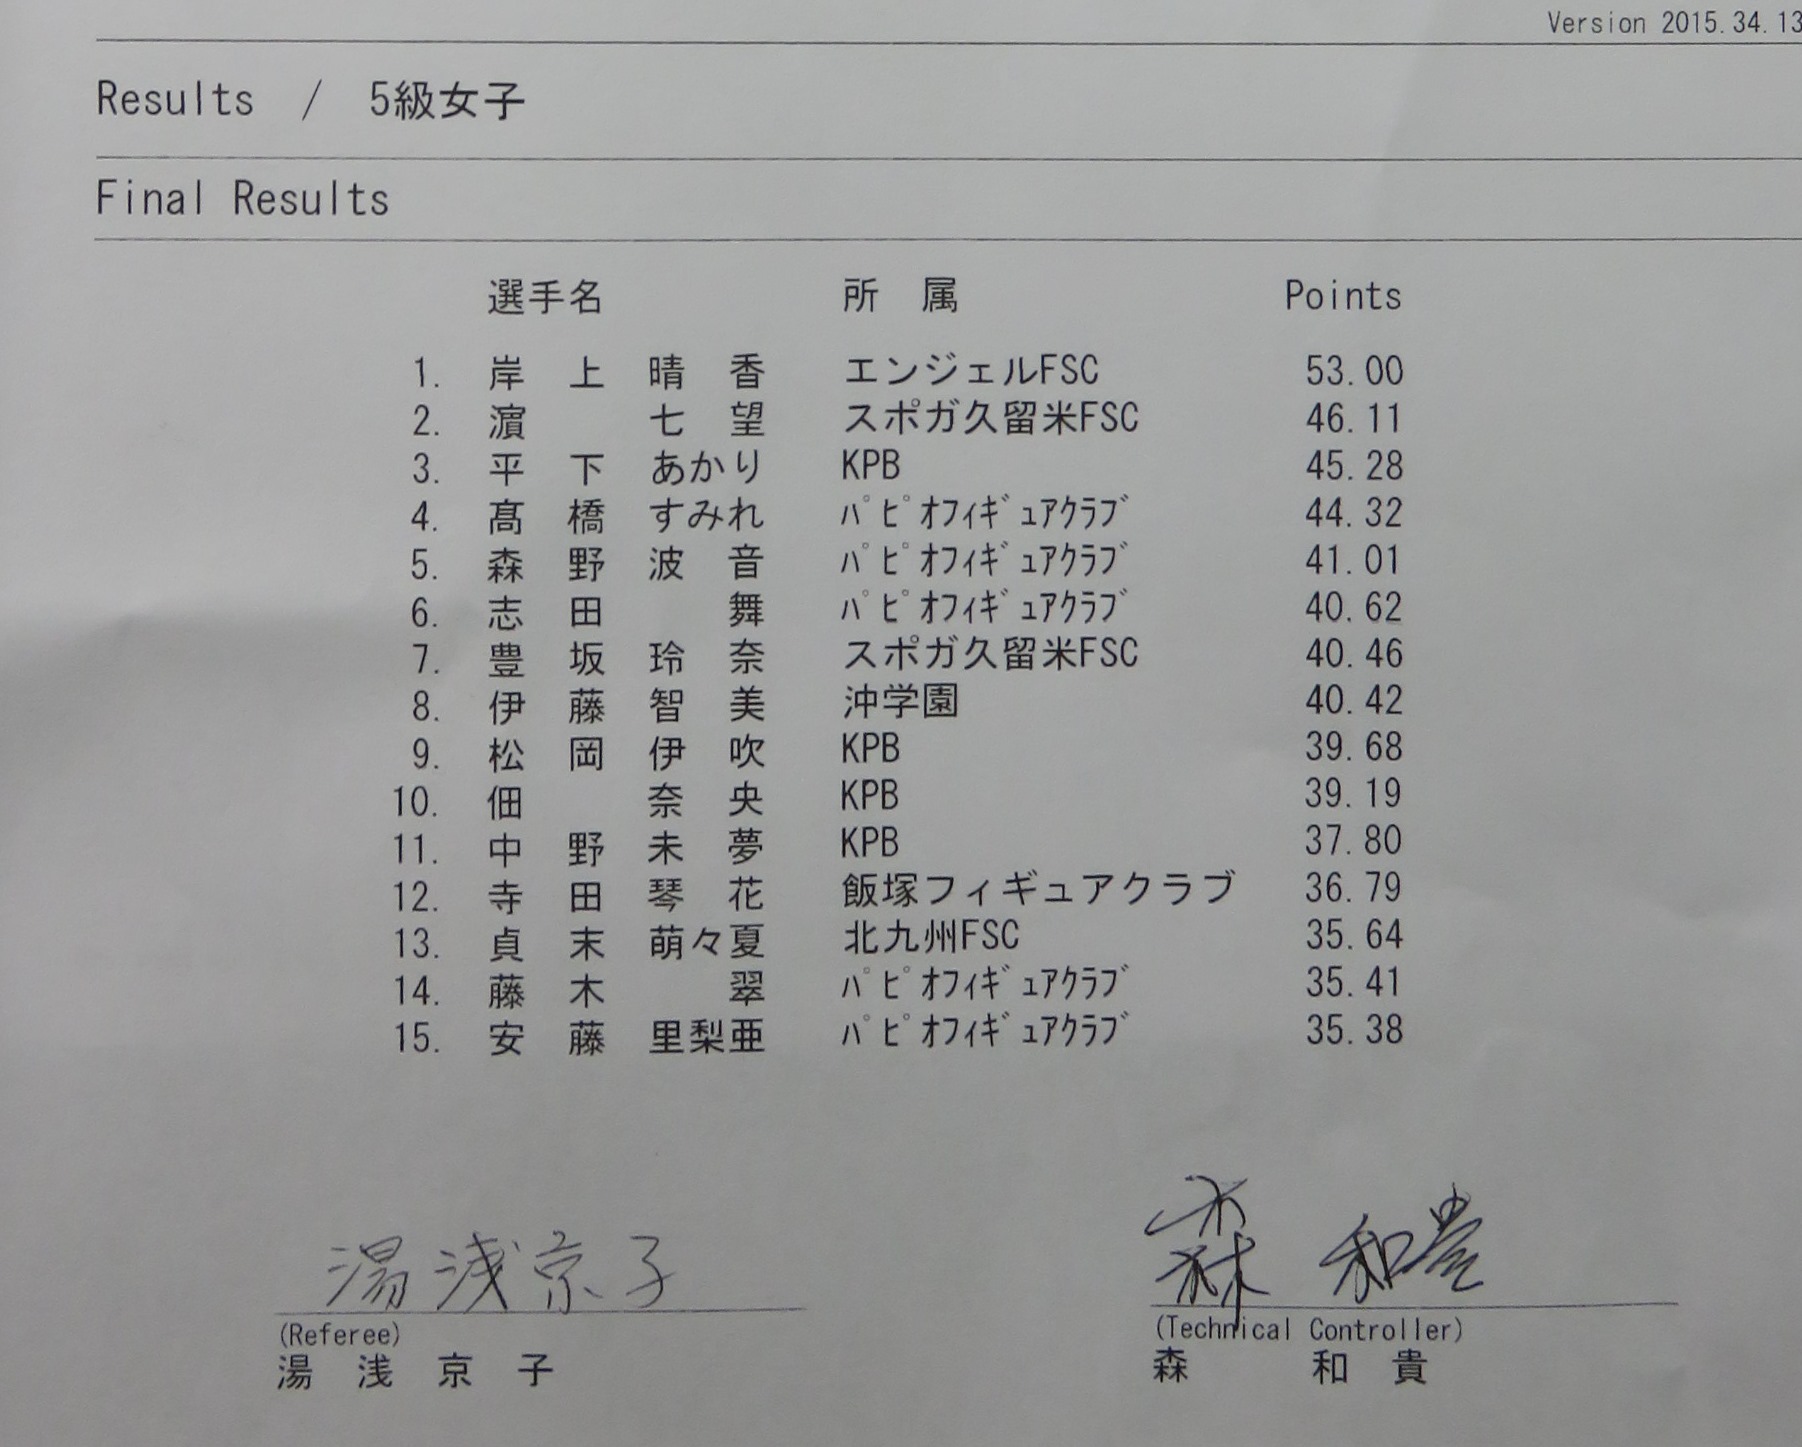 Version 2015.34.13
Results / 5級女子
Final Results
選手名 所 属 Points
1. 岸 上 晴 香 エンジェルFSC 53.00
2. 濵 七 望 スポガ久留米FSC 46.11
3. 平 下 あかり KPB 45.28
4. 髙 橋 すみれ ﾊﾟﾋﾟｵﾌｨｷﾞｭｱｸﾗﾌﾞ 44.32
5. 森 野 波 音 ﾊﾟﾋﾟｵﾌｨｷﾞｭｱｸﾗﾌﾞ 41.01
6. 志 田 舞 ﾊﾟﾋﾟｵﾌｨｷﾞｭｱｸﾗﾌﾞ 40.62
7. 豊 坂 玲 奈 スポガ久留米FSC 40.46
8. 伊 藤 智 美 沖学園 40.42
9. 松 岡 伊 吹 KPB 39.68
10. 佃 奈 央 KPB 39.19
11. 中 野 未 夢 KPB 37.80
12. 寺 田 琴 花 飯塚フィギュアクラブ 36.79
13. 貞 末 萌々夏 北九州FSC 35.64
14. 藤 木 翠 ﾊﾟﾋﾟｵﾌｨｷﾞｭｱｸﾗﾌﾞ 35.41
15. 安 藤 里梨亜 ﾊﾟﾋﾟｵﾌｨｷﾞｭｱｸﾗﾌﾞ 35.38
湯浅京子 森 和貴
(Referee) (Technical Controller)
湯 浅 京 子 森 和 貴